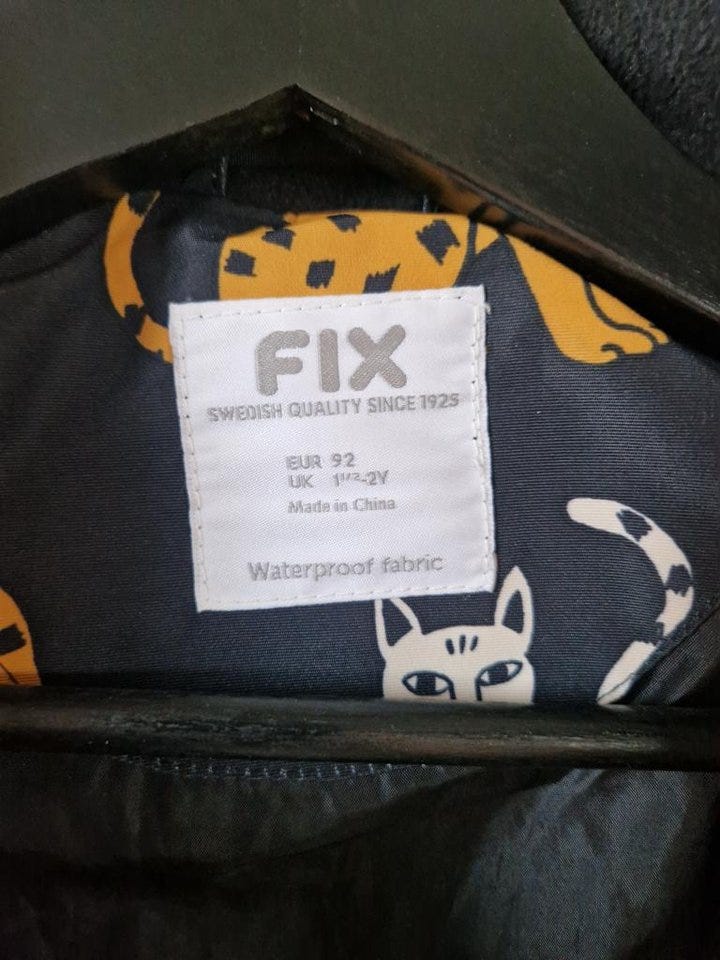 FIX
SWEDISH QUALITY SINCE 1925
EUR 92
UK 1¹/²-2Y
Made in China
Waterproof fabric